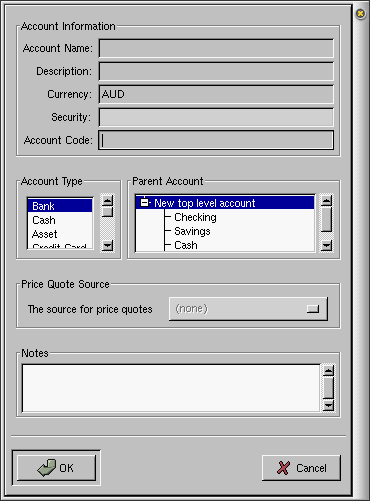 Account Information
Account Name:
Description:
Currency: AUD
Security:
Account Code:
Account Type
Bank
Cash
Asset
Credit Card
Parent Account
New top level account
Checking
Savings
Cash
Price Quote Source
The source for price quotes (none)
Notes
OK Cancel